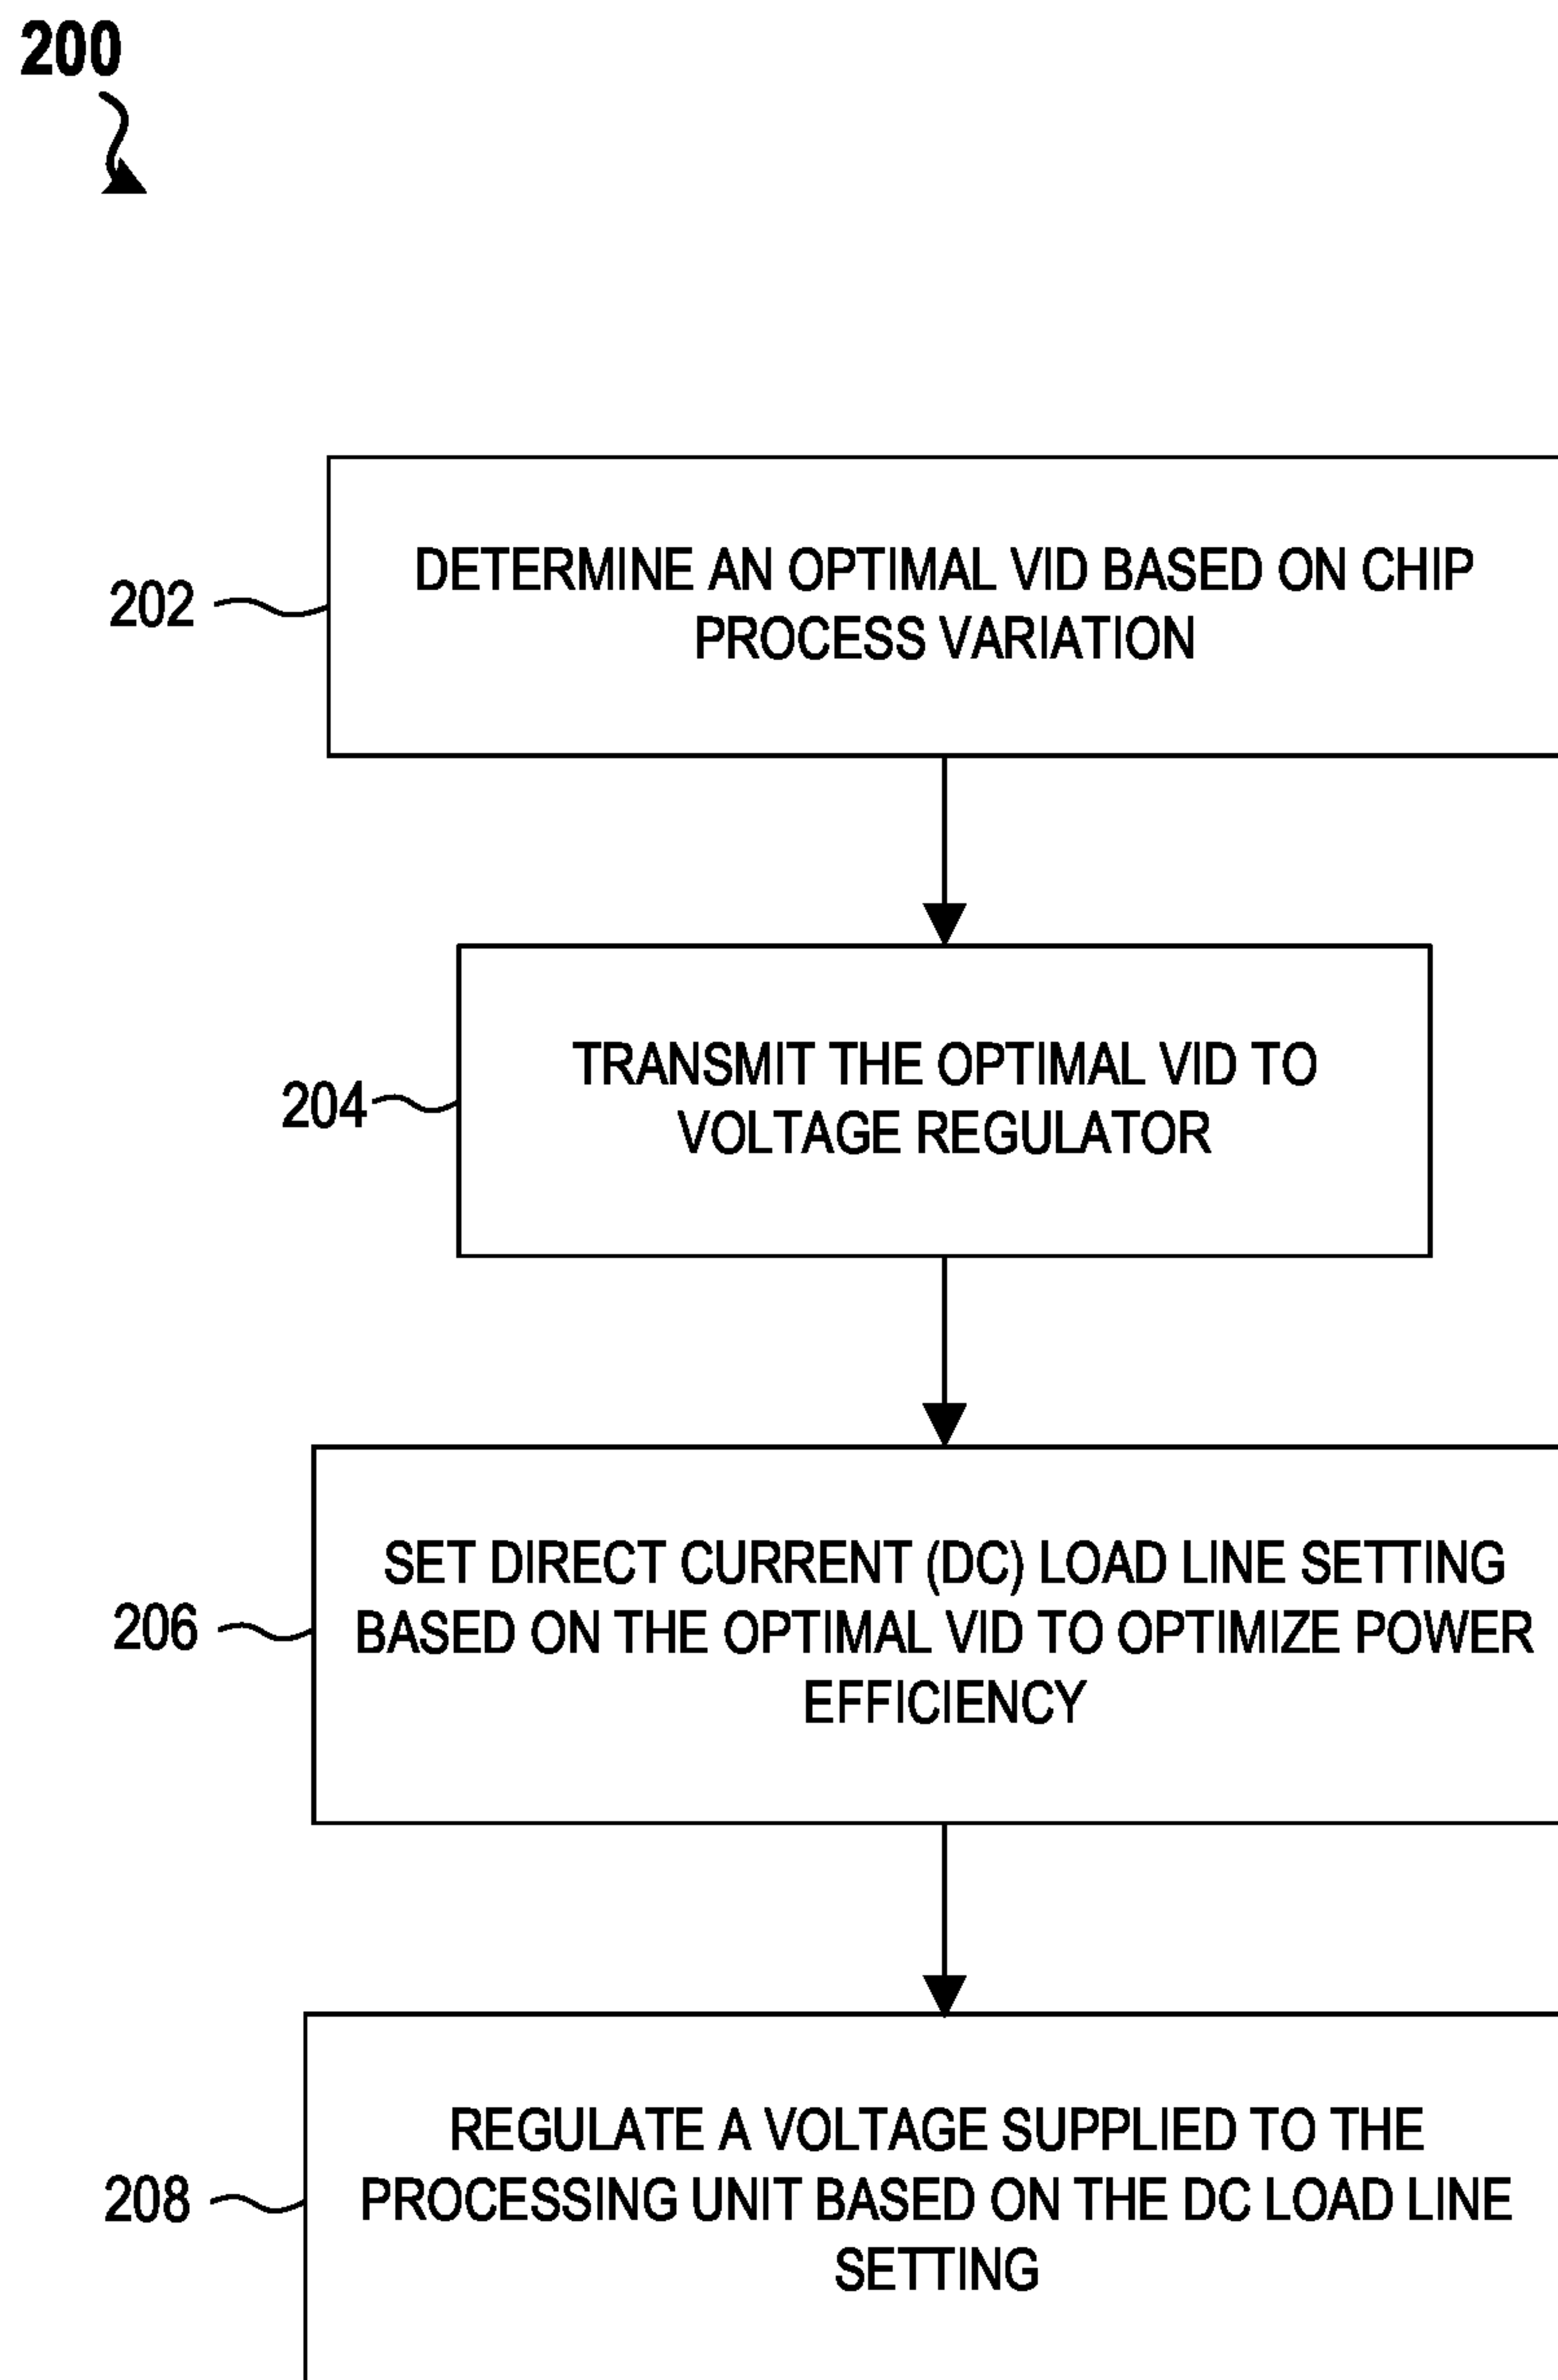 200
202
DETERMINE AN OPTIMAL VID BASED ON CHIP
PROCESS VARIATION
204
TRANSMIT THE OPTIMAL VID TO
VOLTAGE REGULATOR
206
SET DIRECT CURRENT (DC) LOAD LINE SETTING
BASED ON THE OPTIMAL VID TO OPTIMIZE POWER
EFFICIENCY
208
REGULATE A VOLTAGE SUPPLIED TO THE
PROCESSING UNIT BASED ON THE DC LOAD LINE
SETTING